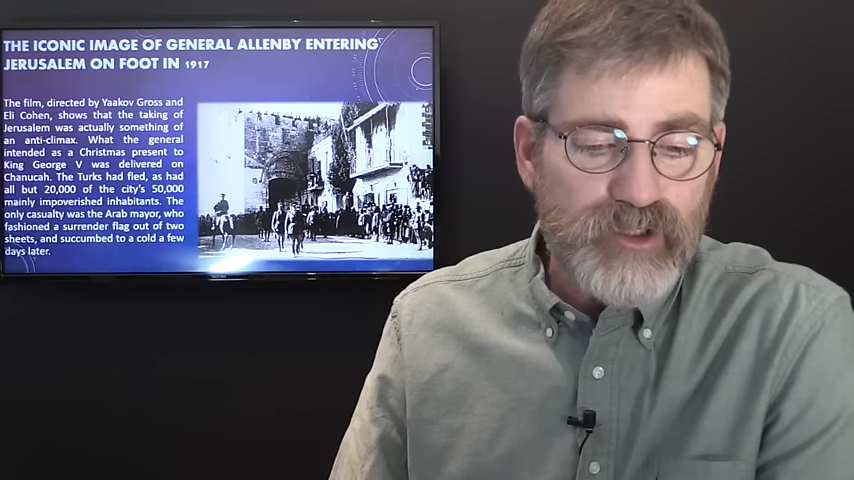 THE ICONIC IMAGE OF GENERAL ALLENBY ENTERING
JERUSALEM ON FOOT IN 1917
The film, directed by Yaakov Gross and
Eli Cohen, shows that the taking of
Jerusalem was actually something of
an anti-climax. What the general
intended as a Christmas present to
King George V was delivered on
Chanucah. The Turks had fled, as had
all but 20,000 of the city's 50,000
mainly impoverished inhabitants. The
only casualty was the Arab mayor, who
fashioned a surrender flag out of two
sheets, and succumbed to a cold a few
days later.